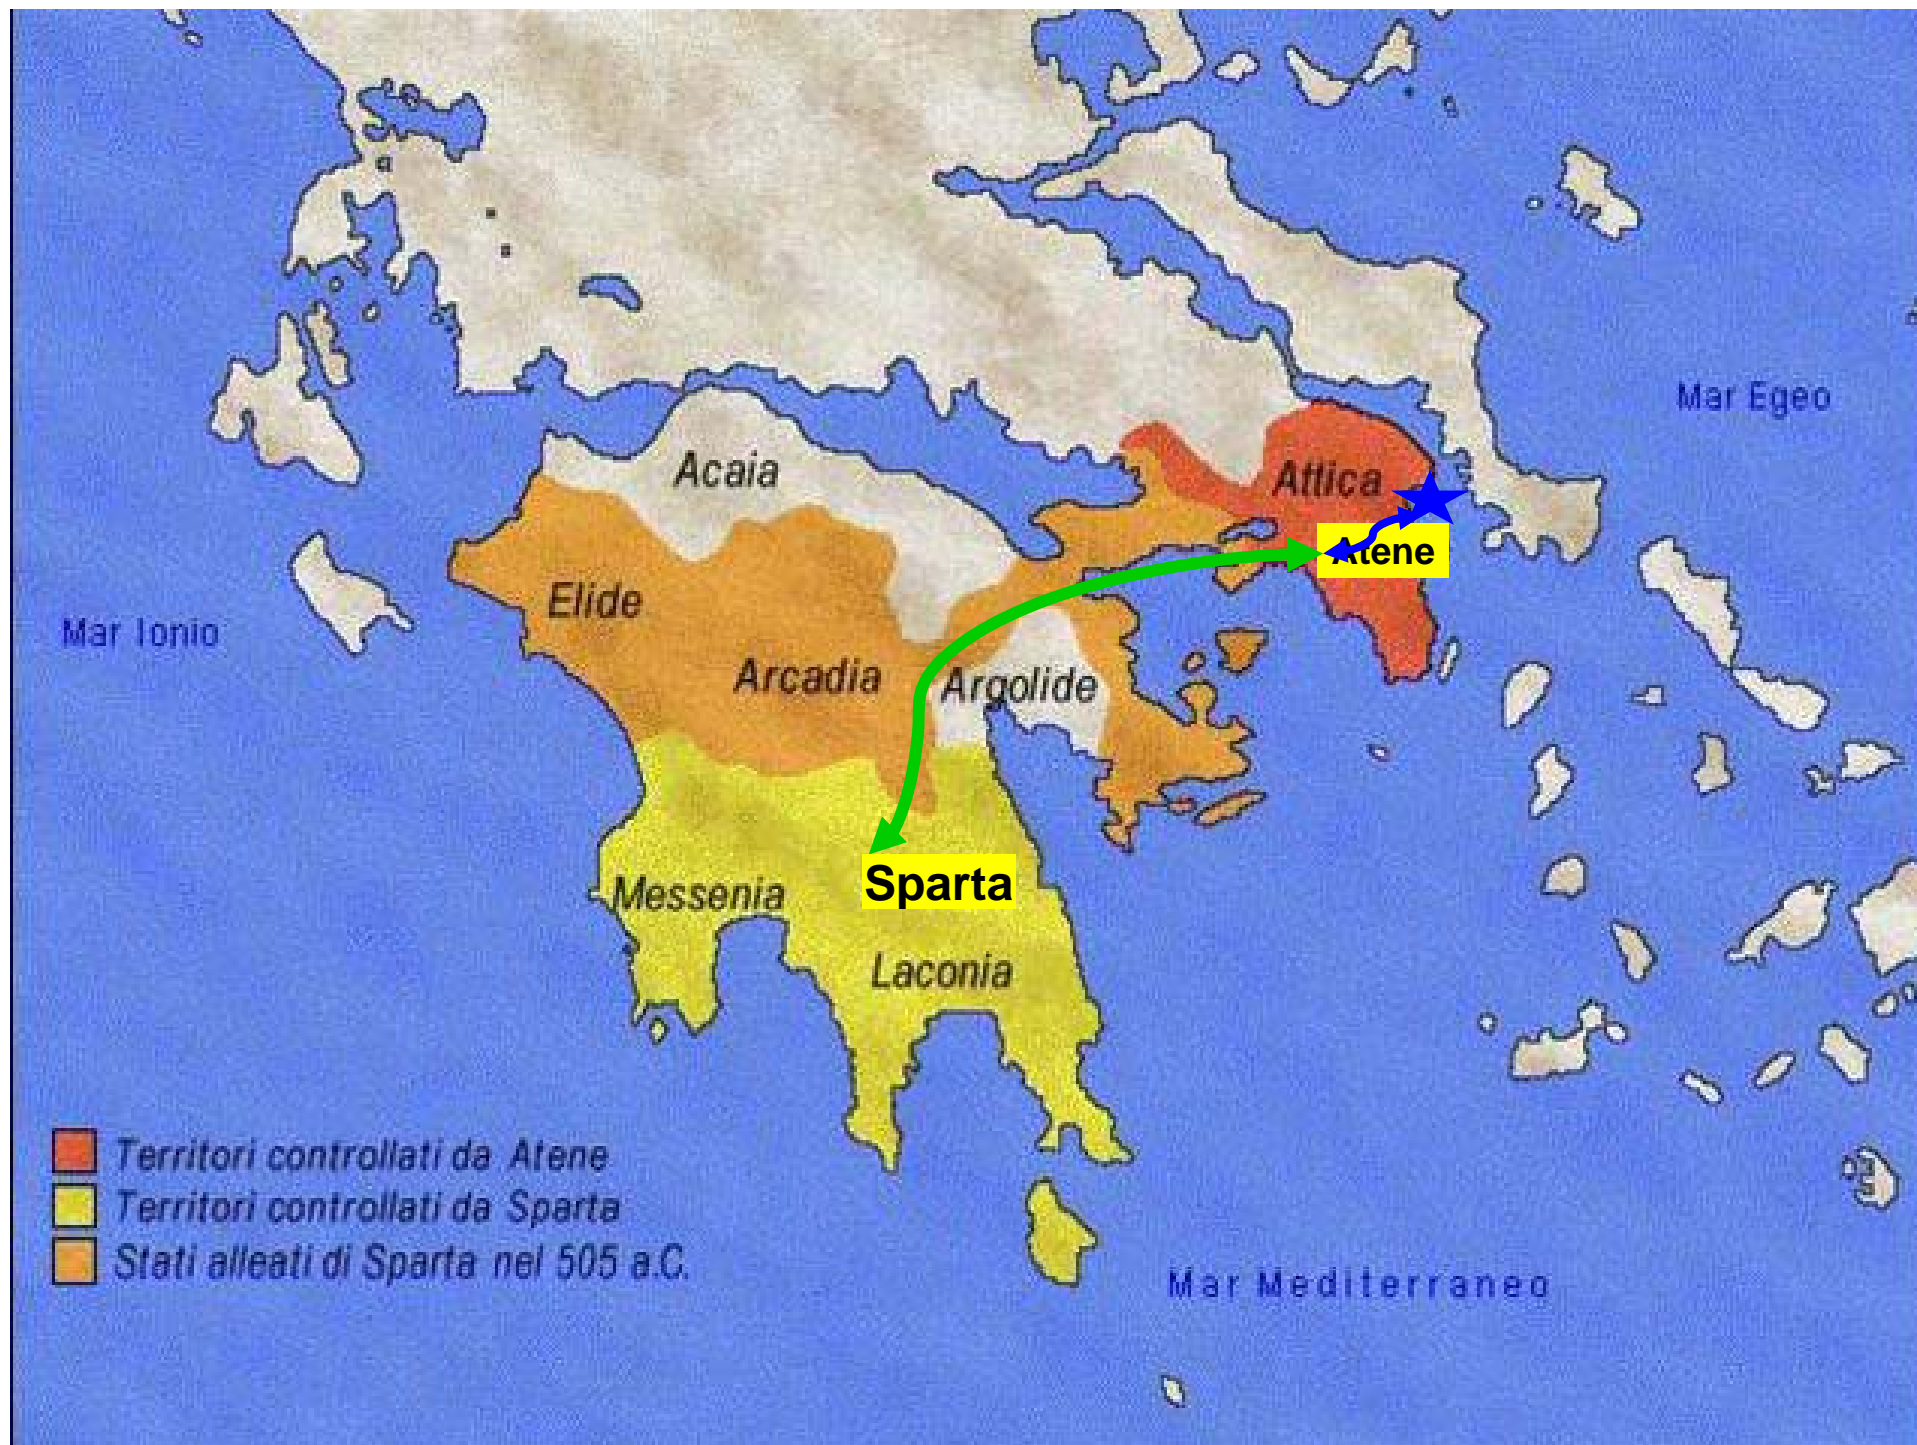 Mar Egeo
Acaia
Attica
Atene
Elide
Mar Ionio
Arcadia
Argolide
Sparta
Messenia
Laconia
Territori controllati da Atene
Territori controllati da Sparta
Stati alleati di Sparta nel 505 a.C.
Mar Mediterraneo